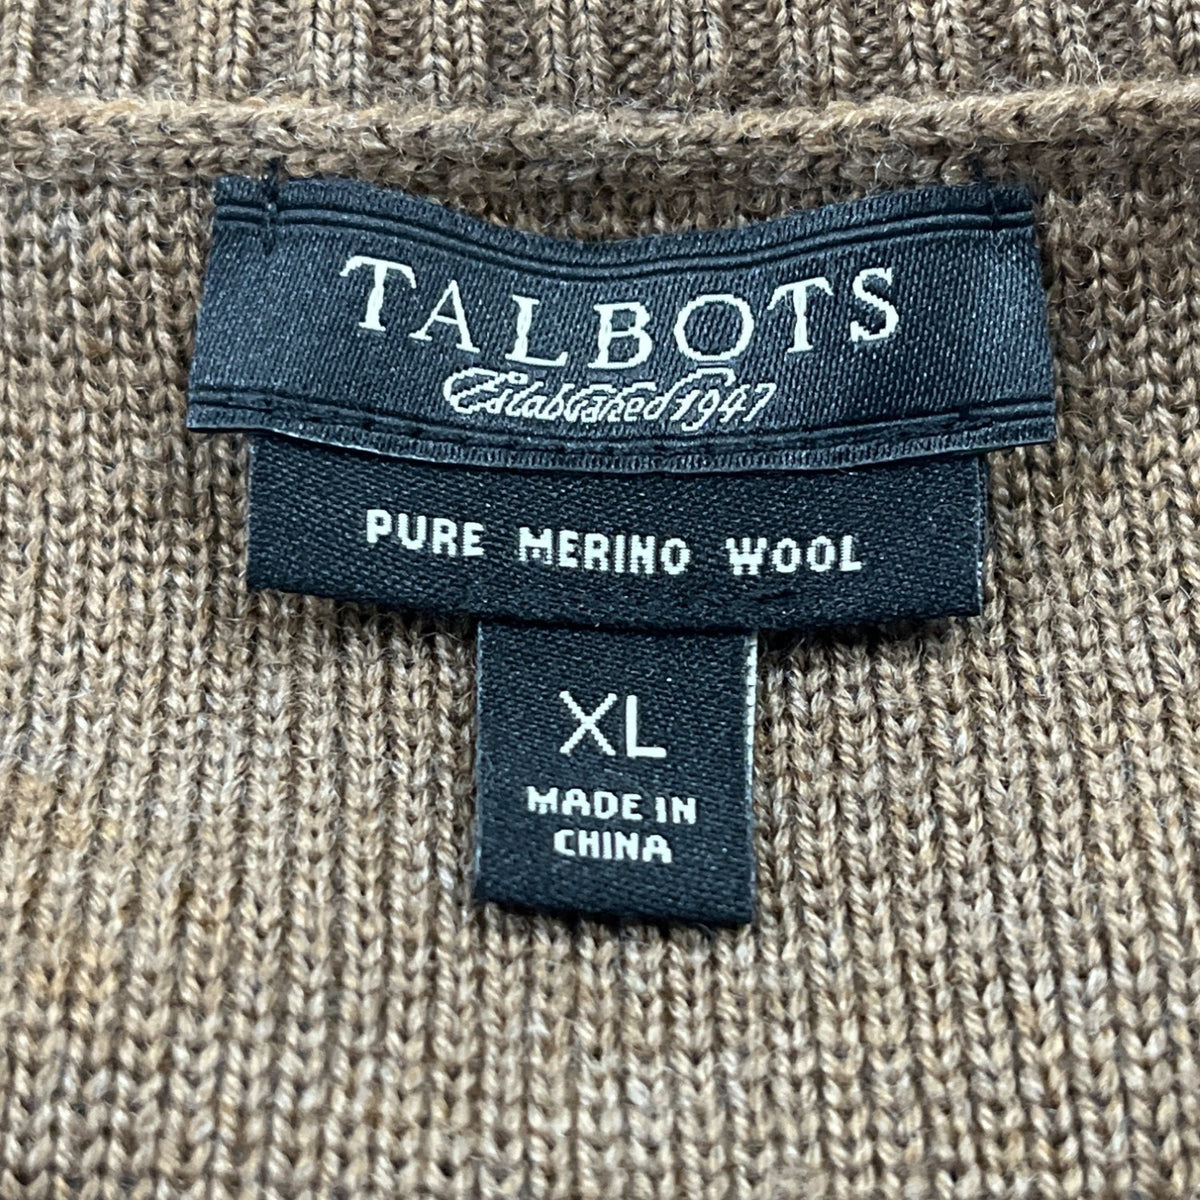 TALBOTS
Established 1947
PURE MERINO WOOL
XL
MADE IN
CHINA